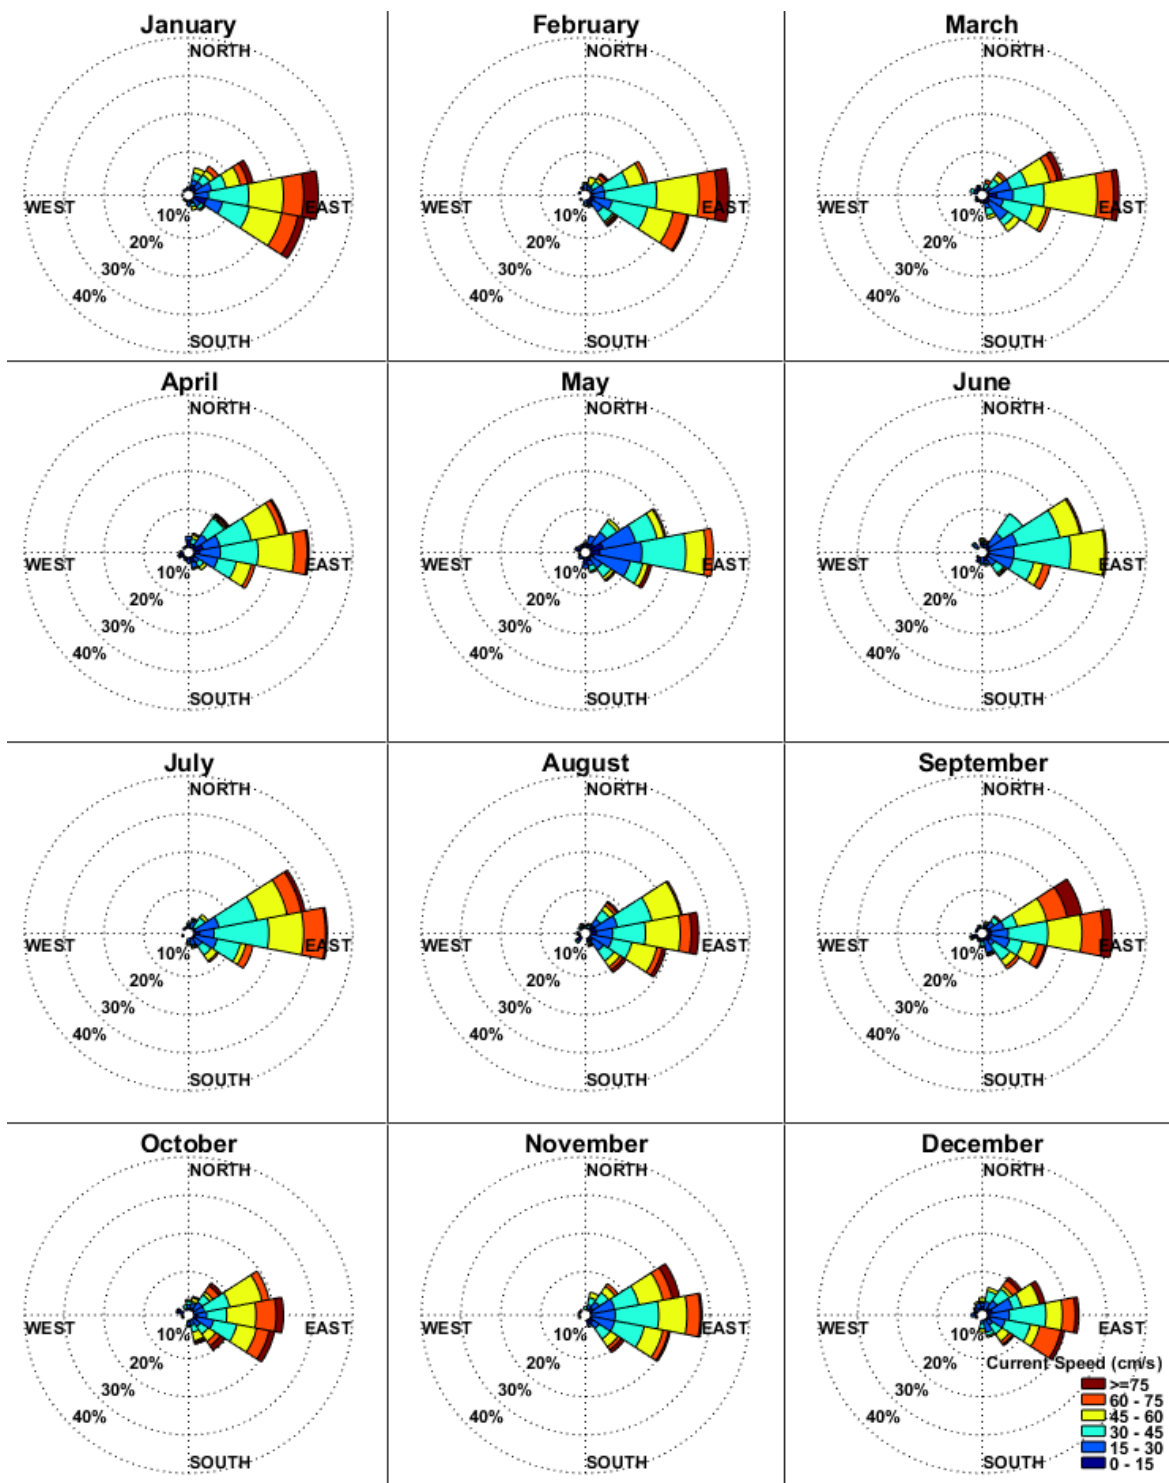 January
NORTH
WEST
EAST
10%
20%
30%
40%
SOUTH
February
NORTH
WEST
EAST
10%
20%
30%
40%
SOUTH
March
NORTH
WEST
EAST
10%
20%
30%
40%
SOUTH
April
NORTH
WEST
EAST
10%
20%
30%
40%
SOUTH
May
NORTH
WEST
EAST
10%
20%
30%
40%
SOUTH
June
NORTH
WEST
EAST
10%
20%
30%
40%
SOUTH
July
NORTH
WEST
EAST
10%
20%
30%
40%
SOUTH
August
NORTH
WEST
EAST
10%
20%
30%
40%
SOUTH
September
NORTH
WEST
EAST
10%
20%
30%
40%
SOUTH
October
NORTH
WEST
EAST
10%
20%
30%
40%
SOUTH
November
NORTH
WEST
EAST
10%
20%
30%
40%
SOUTH
December
NORTH
WEST
EAST
10%
20%
30%
40%
SOUTH
Current Speed (cm/s)
>=75
60 - 75
45 - 60
30 - 45
15 - 30
0 - 15